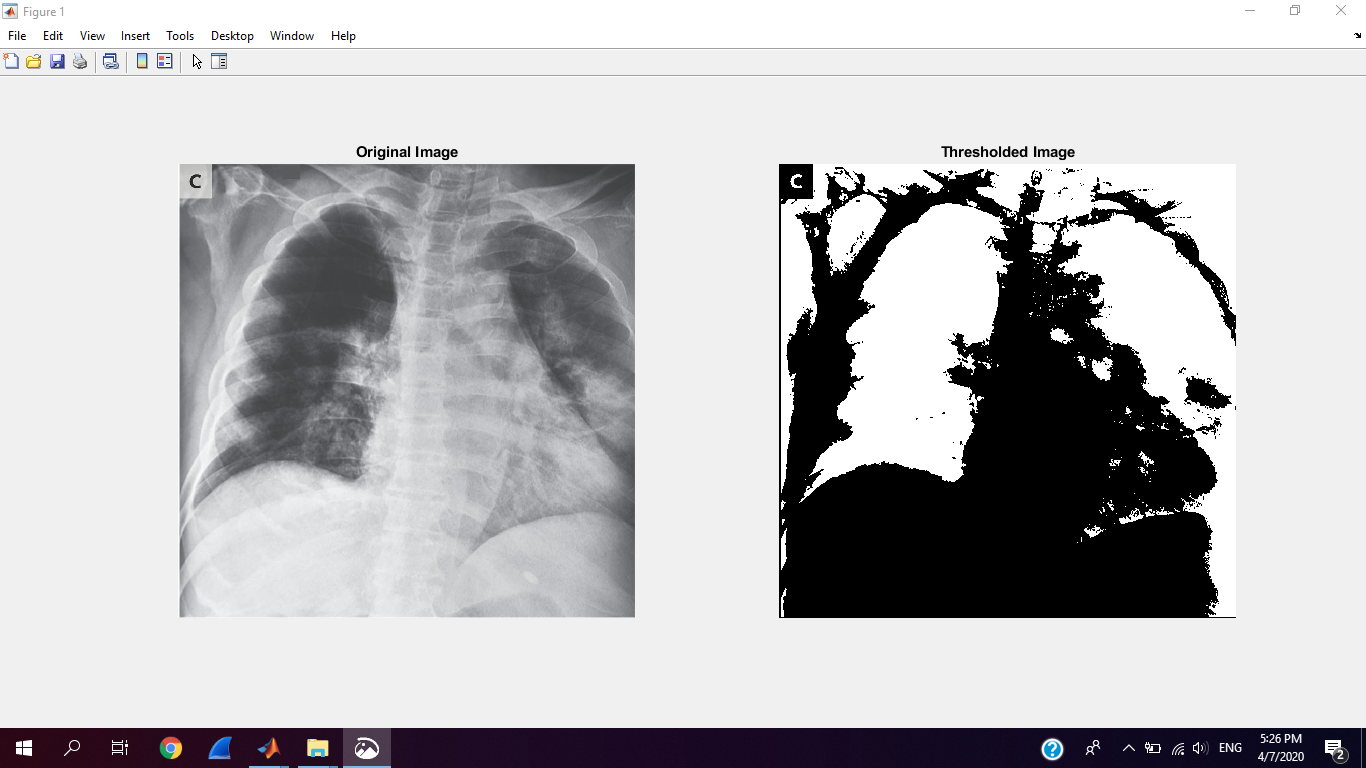 Figure 1
File Edit View Insert Tools Desktop Window Help
Original Image
Thresholded Image
C
C
ENG
5:26 PM
4/7/2020
2